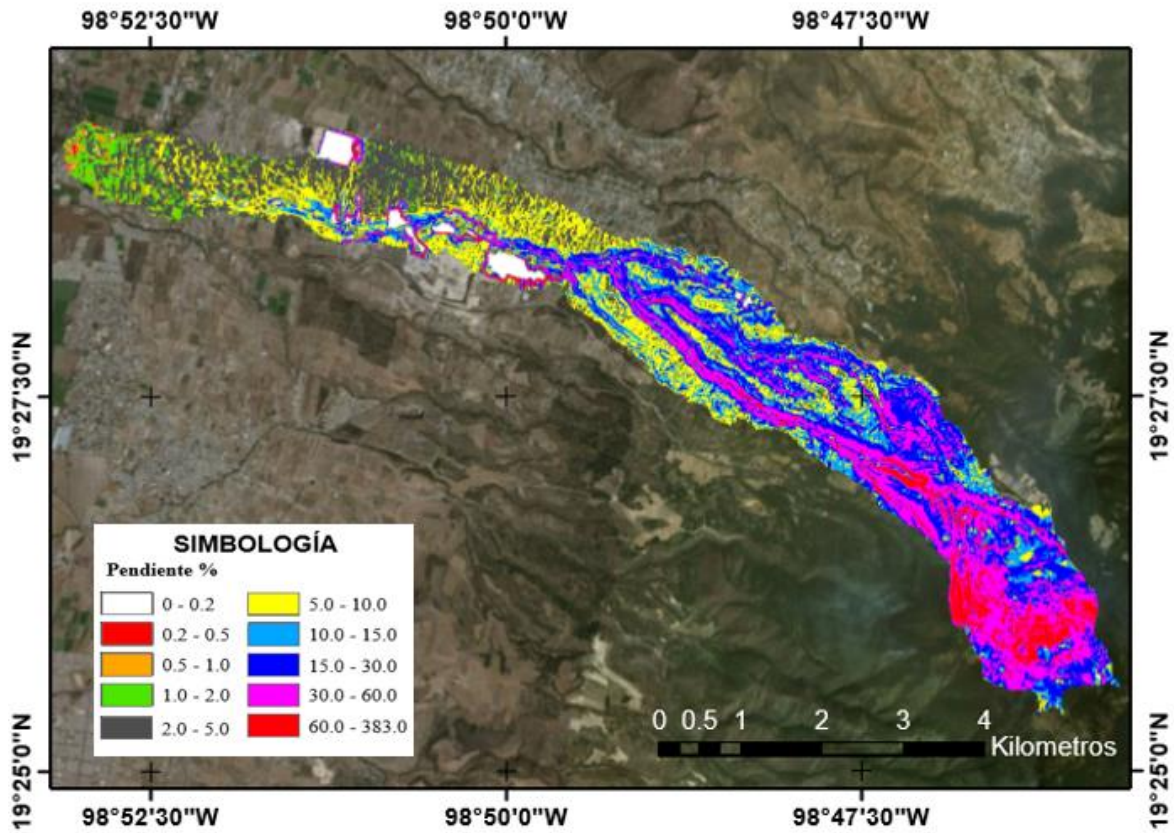 98°52'30"W 98°50'0"W 98°47'30"W
19°27'30"N 19°27'30"N
SIMBOLOGÍA
Pendiente %
0 - 0.2 5.0 - 10.0
0.2 - 0.5 10.0 - 15.0
0.5 - 1.0 15.0 - 30.0
1.0 - 2.0 30.0 - 60.0
2.0 - 5.0 60.0 - 383.0
0 0.5 1 2 3 4
Kilometros
19°25'0"N 19°25'0"N
98°52'30"W 98°50'0"W 98°47'30"W